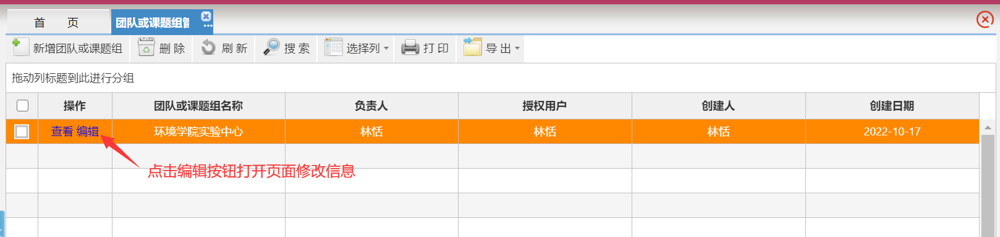 首 页
团队或课题组管
新增团队或课题组 删 除 刷 新 搜 索 选择列 打 印 导 出
拖动列标题到此进行分组
操作 团队或课题组名称 负责人 授权用户 创建人 创建日期
查看 编辑 环境学院实验中心 林恬 林恬 林恬 2022-10-17
点击编辑按钮打开页面修改信息